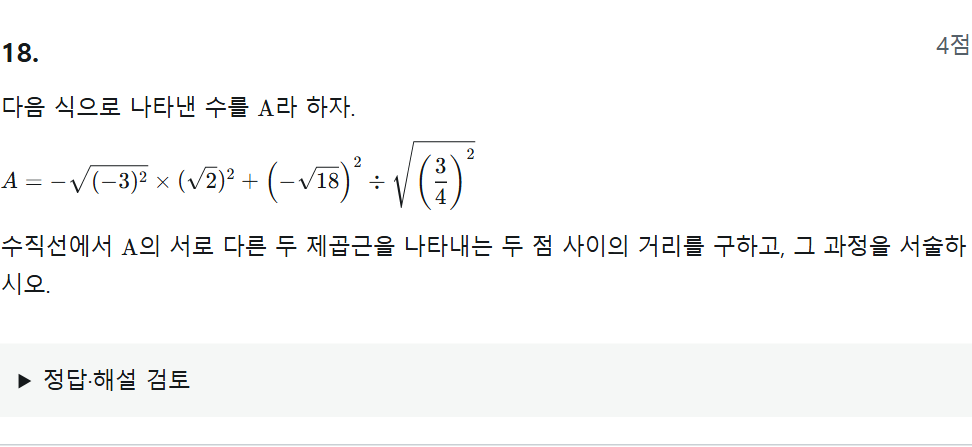 18.
4점
다음 식으로 나타낸 수를 A라 하자.
A = −√(−3)² × (√2)² + (−√18)² ÷ √(3/4)²
수직선에서 A의 서로 다른 두 제곱근을 나타내는 두 점 사이의 거리를 구하고, 그 과정을 서술하
시오.
▶ 정답·해설 검토